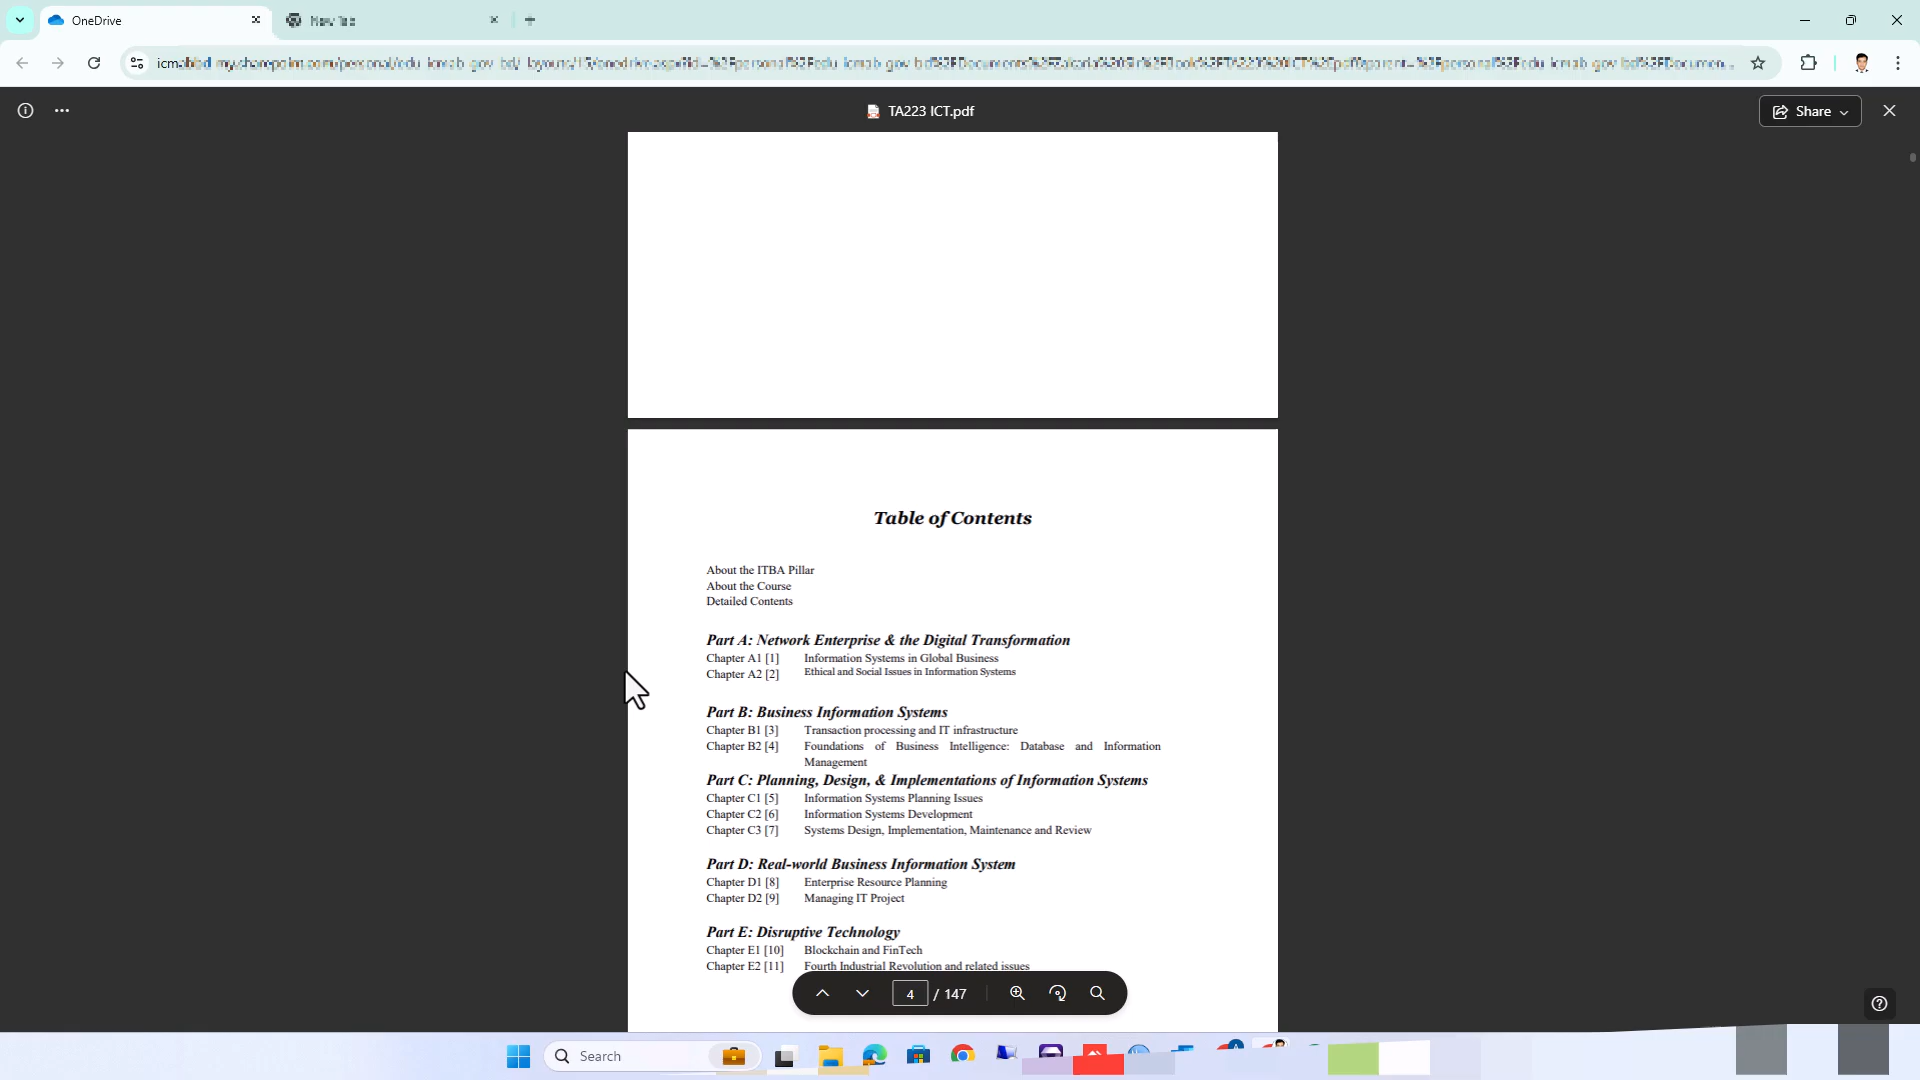 OneDrive
New Tab
TA223 ICT.pdf
Share
Table of Contents
About the ITBA Pillar
About the Course
Detailed Contents
Part A: Network Enterprise & the Digital Transformation
Chapter A1 [1] Information Systems in Global Business
Chapter A2 [2] Ethical and Social Issues in Information Systems
Part B: Business Information Systems
Chapter B1 [3] Transaction processing and IT infrastructure
Chapter B2 [4] Foundations of Business Intelligence: Database and Information
Management
Part C: Planning, Design, & Implementations of Information Systems
Chapter C1 [5] Information Systems Planning Issues
Chapter C2 [6] Information Systems Development
Chapter C3 [7] Systems Design, Implementation, Maintenance and Review
Part D: Real-world Business Information System
Chapter D1 [8] Enterprise Resource Planning
Chapter D2 [9] Managing IT Project
Part E: Disruptive Technology
Chapter E1 [10] Blockchain and FinTech
Chapter E2 [11] Fourth Industrial Revolution and related issues
4 / 147
Search